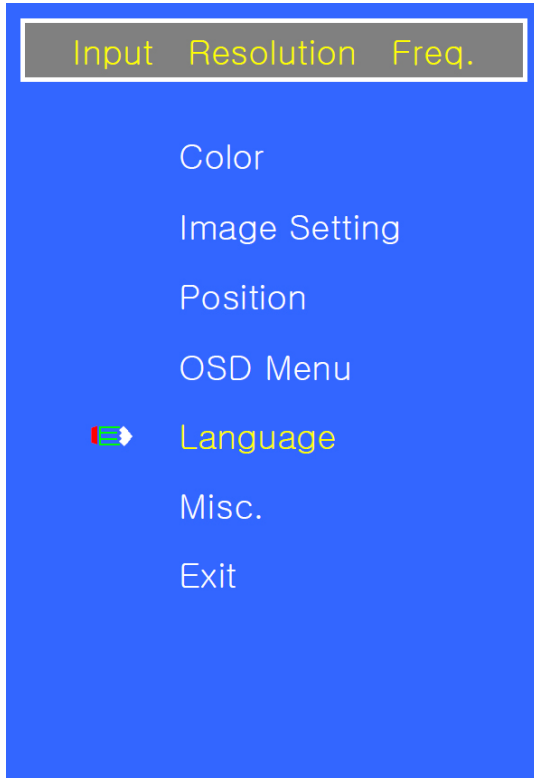 Input Resolution Freq.
Color
Image Setting
Position
OSD Menu
Language
Misc.
Exit